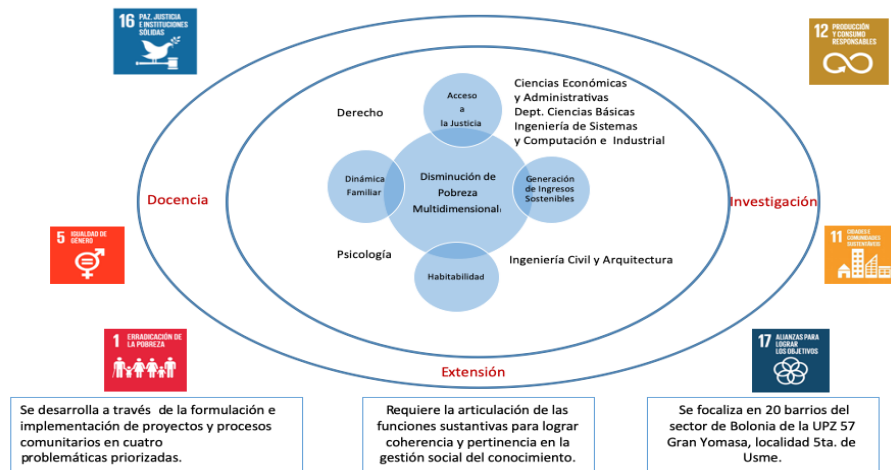 16 PAZ, JUSTICIA
E INSTITUCIONES
SÓLIDAS
12 PRODUCCIÓN
Y CONSUMO
RESPONSABLES
Acceso
a
la Justicia
Ciencias Económicas
y Administrativas
Dept. Ciencias Básicas
Ingeniería de Sistemas
y Computación e Industrial
Derecho
Dinámica
Familiar
Disminución de
Pobreza
Multidimensional
Generación
de Ingresos
Sostenibles
Docencia
Investigación
5 IGUALDAD DE
GÉNERO
11 CIUDADES E
COMUNIDADES
SUSTENTÁVEIS
Psicología
Ingeniería Civil y Arquitectura
Habitabilidad
1 ERRADICACIÓN DE
LA POBREZA
17 ALIANZAS PARA
LOGRAR
LOS OBJETIVOS
Extensión
Se desarrolla a través de la formulación e
implementación de proyectos y procesos
comunitarios en cuatro
problemáticas priorizadas.
Requiere la articulación de las
funciones sustantivas para lograr
coherencia y pertinencia en la
gestión social del conocimiento.
Se focaliza en 20 barrios del
sector de Bolonia de la UPZ 57
Gran Yomasa, localidad 5ta. de
Usme.